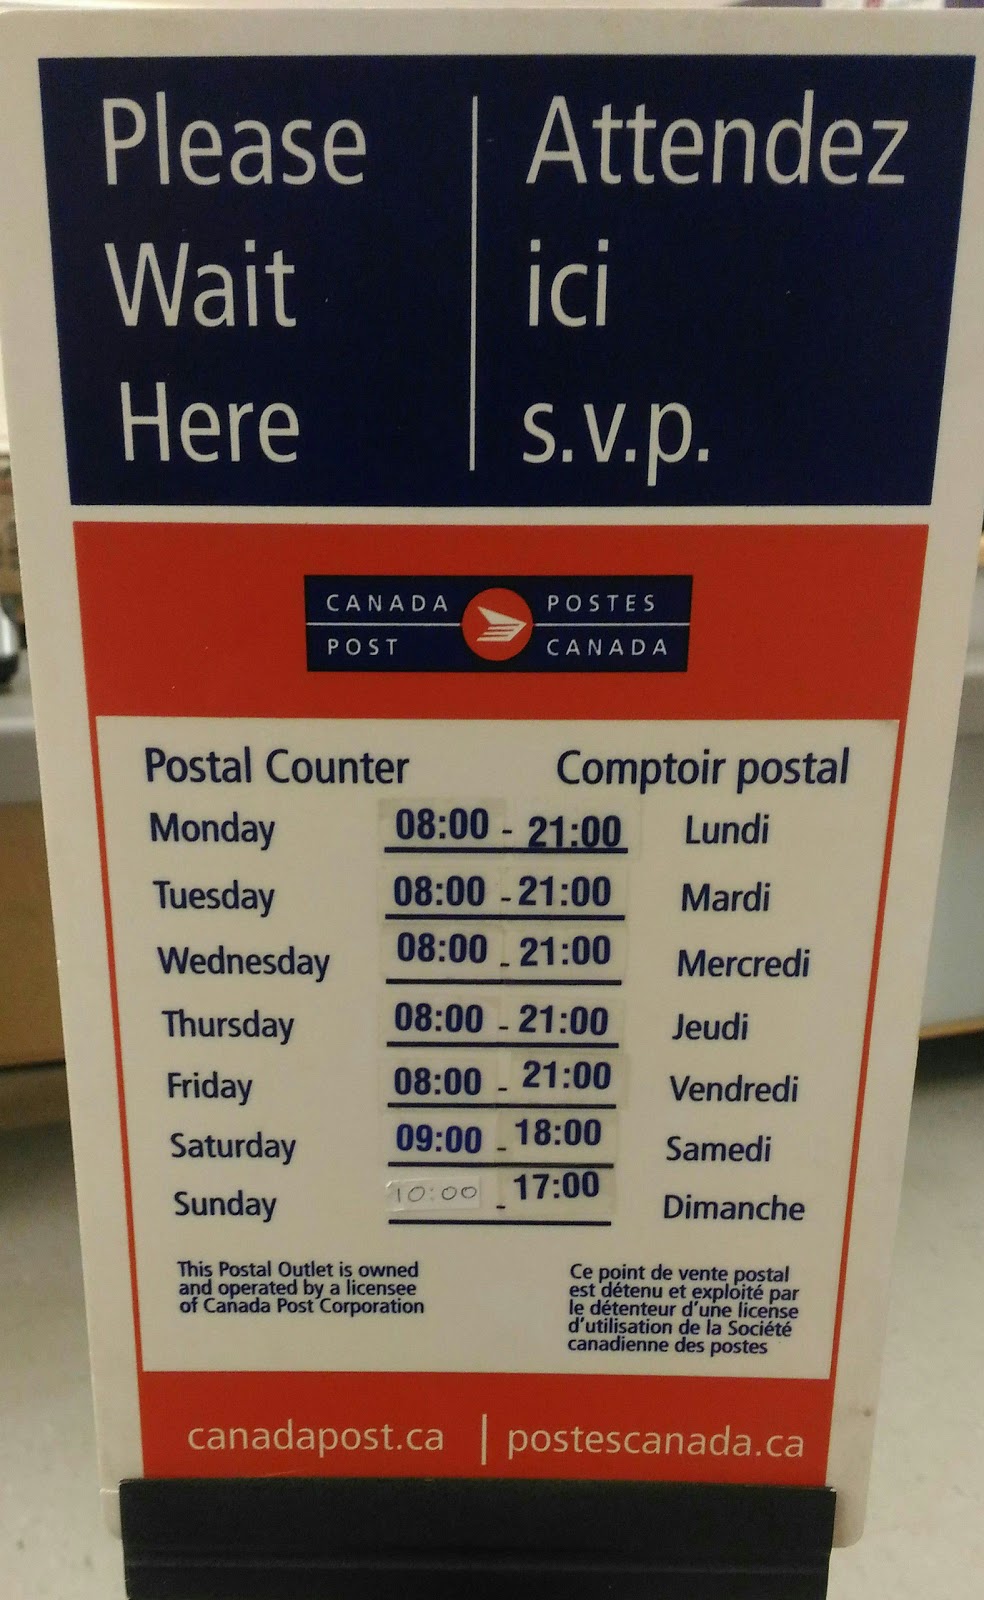 Please
Wait
Here
Attendez
ici
s.v.p.
CANADA
POST
POSTES
CANADA
Postal Counter Comptoir postal
Monday 08:00 - 21:00 Lundi
Tuesday 08:00 - 21:00 Mardi
Wednesday 08:00 - 21:00 Mercredi
Thursday 08:00 - 21:00 Jeudi
Friday 08:00 - 21:00 Vendredi
Saturday 09:00 - 18:00 Samedi
Sunday 10:00 - 17:00 Dimanche
This Postal Outlet is owned
and operated by a licensee
of Canada Post Corporation
Ce point de vente postal
est détenu et exploité par
le détenteur d'une license
d'utilisation de la Société
canadienne des postes
canadapost.ca | postescanada.ca